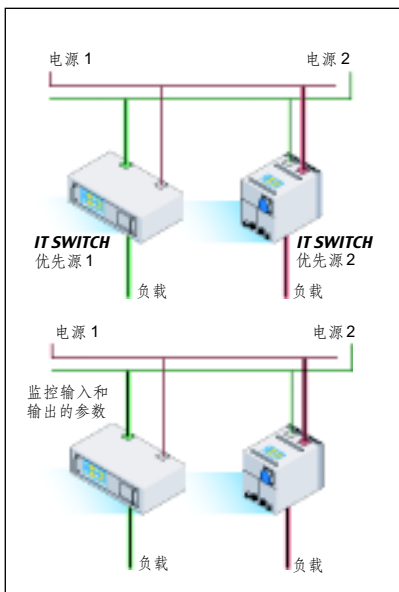 电源 1
电源 2
IT SWITCH
优先源 1
IT SWITCH
优先源 2
负载
负载
电源 1
电源 2
监控输入和
输出的参数
负载
负载